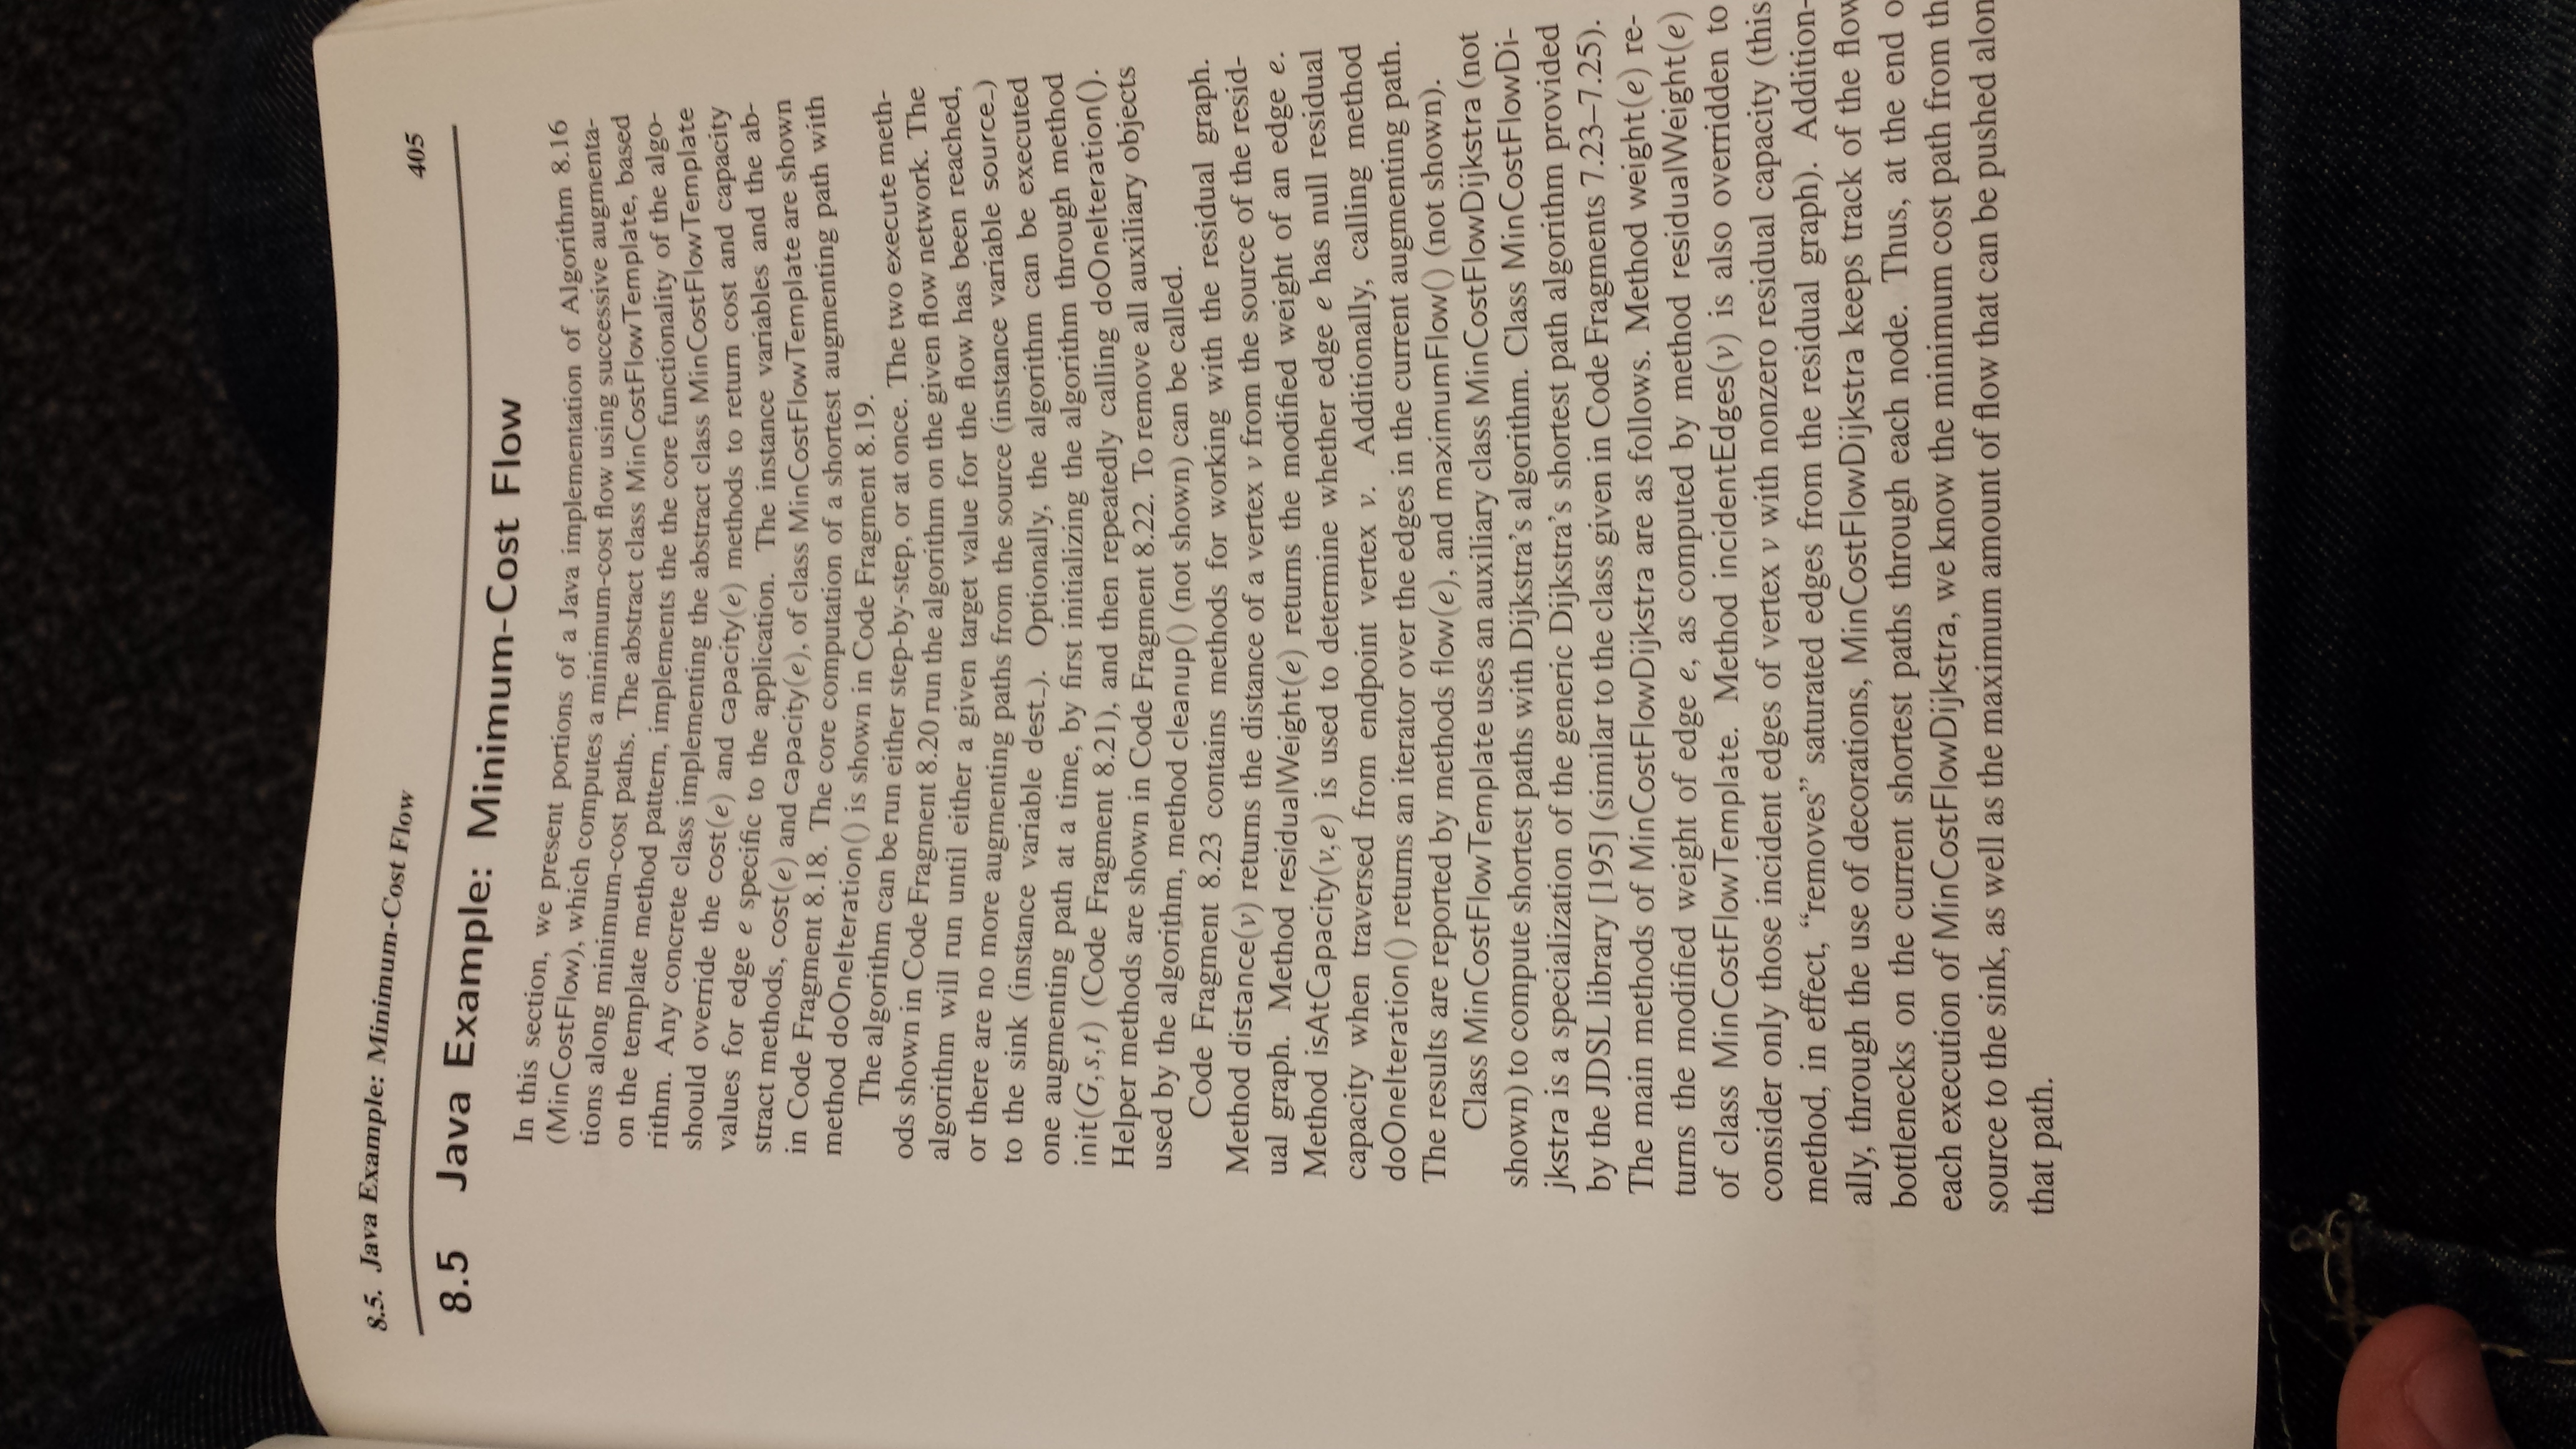 8.5. Java Example: Minimum-Cost Flow
405
8.5 Java Example: Minimum-Cost Flow
In this section, we present portions of a Java implementation of Algorithm 8.16
(MinCostFlow), which computes a minimum-cost flow using successive augmenta-
tions along minimum-cost paths. The abstract class MinCostFlowTemplate, based
on the template method pattern, implements the the core functionality of the algo-
rithm. Any concrete class implementing the abstract class MinCostFlowTemplate
should override the cost(e) and capacity(e) methods to return cost and capacity
values for edge e specific to the application. The instance variables and the ab-
stract methods, cost(e) and capacity(e), of class MinCostFlowTemplate are shown
in Code Fragment 8.18. The core computation of a shortest augmenting path with
method doOneIteration() is shown in Code Fragment 8.19.
The algorithm can be run either step-by-step, or at once. The two execute meth-
ods shown in Code Fragment 8.20 run the algorithm on the given flow network. The
algorithm will run until either a given target value for the flow has been reached,
or there are no more augmenting paths from the source (instance variable source_)
to the sink (instance variable dest_). Optionally, the algorithm can be executed
one augmenting path at a time, by first initializing the algorithm through method
init(G,s,t) (Code Fragment 8.21), and then repeatedly calling doOneIteration().
Helper methods are shown in Code Fragment 8.22. To remove all auxiliary objects
used by the algorithm, method cleanup() (not shown) can be called.
Code Fragment 8.23 contains methods for working with the residual graph.
Method distance(v) returns the distance of a vertex v from the source of the resid-
ual graph. Method residualWeight(e) returns the modified weight of an edge e.
Method isAtCapacity(v,e) is used to determine whether edge e has null residual
capacity when traversed from endpoint vertex v. Additionally, calling method
doOneIteration() returns an iterator over the edges in the current augmenting path.
The results are reported by methods flow(e), and maximumFlow() (not shown).
Class MinCostFlowTemplate uses an auxiliary class MinCostFlowDijkstra (not
shown) to compute shortest paths with Dijkstra's algorithm. Class MinCostFlowDi-
jkstra is a specialization of the generic Dijkstra's shortest path algorithm provided
by the JDSL library [195] (similar to the class given in Code Fragments 7.23–7.25).
The main methods of MinCostFlowDijkstra are as follows. Method weight(e) re-
turns the modified weight of edge e, as computed by method residualWeight(e)
of class MinCostFlowTemplate. Method incidentEdges(v) is also overridden to
consider only those incident edges of vertex v with nonzero residual capacity (this
method, in effect, “removes” saturated edges from the residual graph). Addition-
ally, through the use of decorations, MinCostFlowDijkstra keeps track of the flow
bottlenecks on the current shortest paths through each node. Thus, at the end o
each execution of MinCostFlowDijkstra, we know the minimum cost path from th
source to the sink, as well as the maximum amount of flow that can be pushed alon
that path.